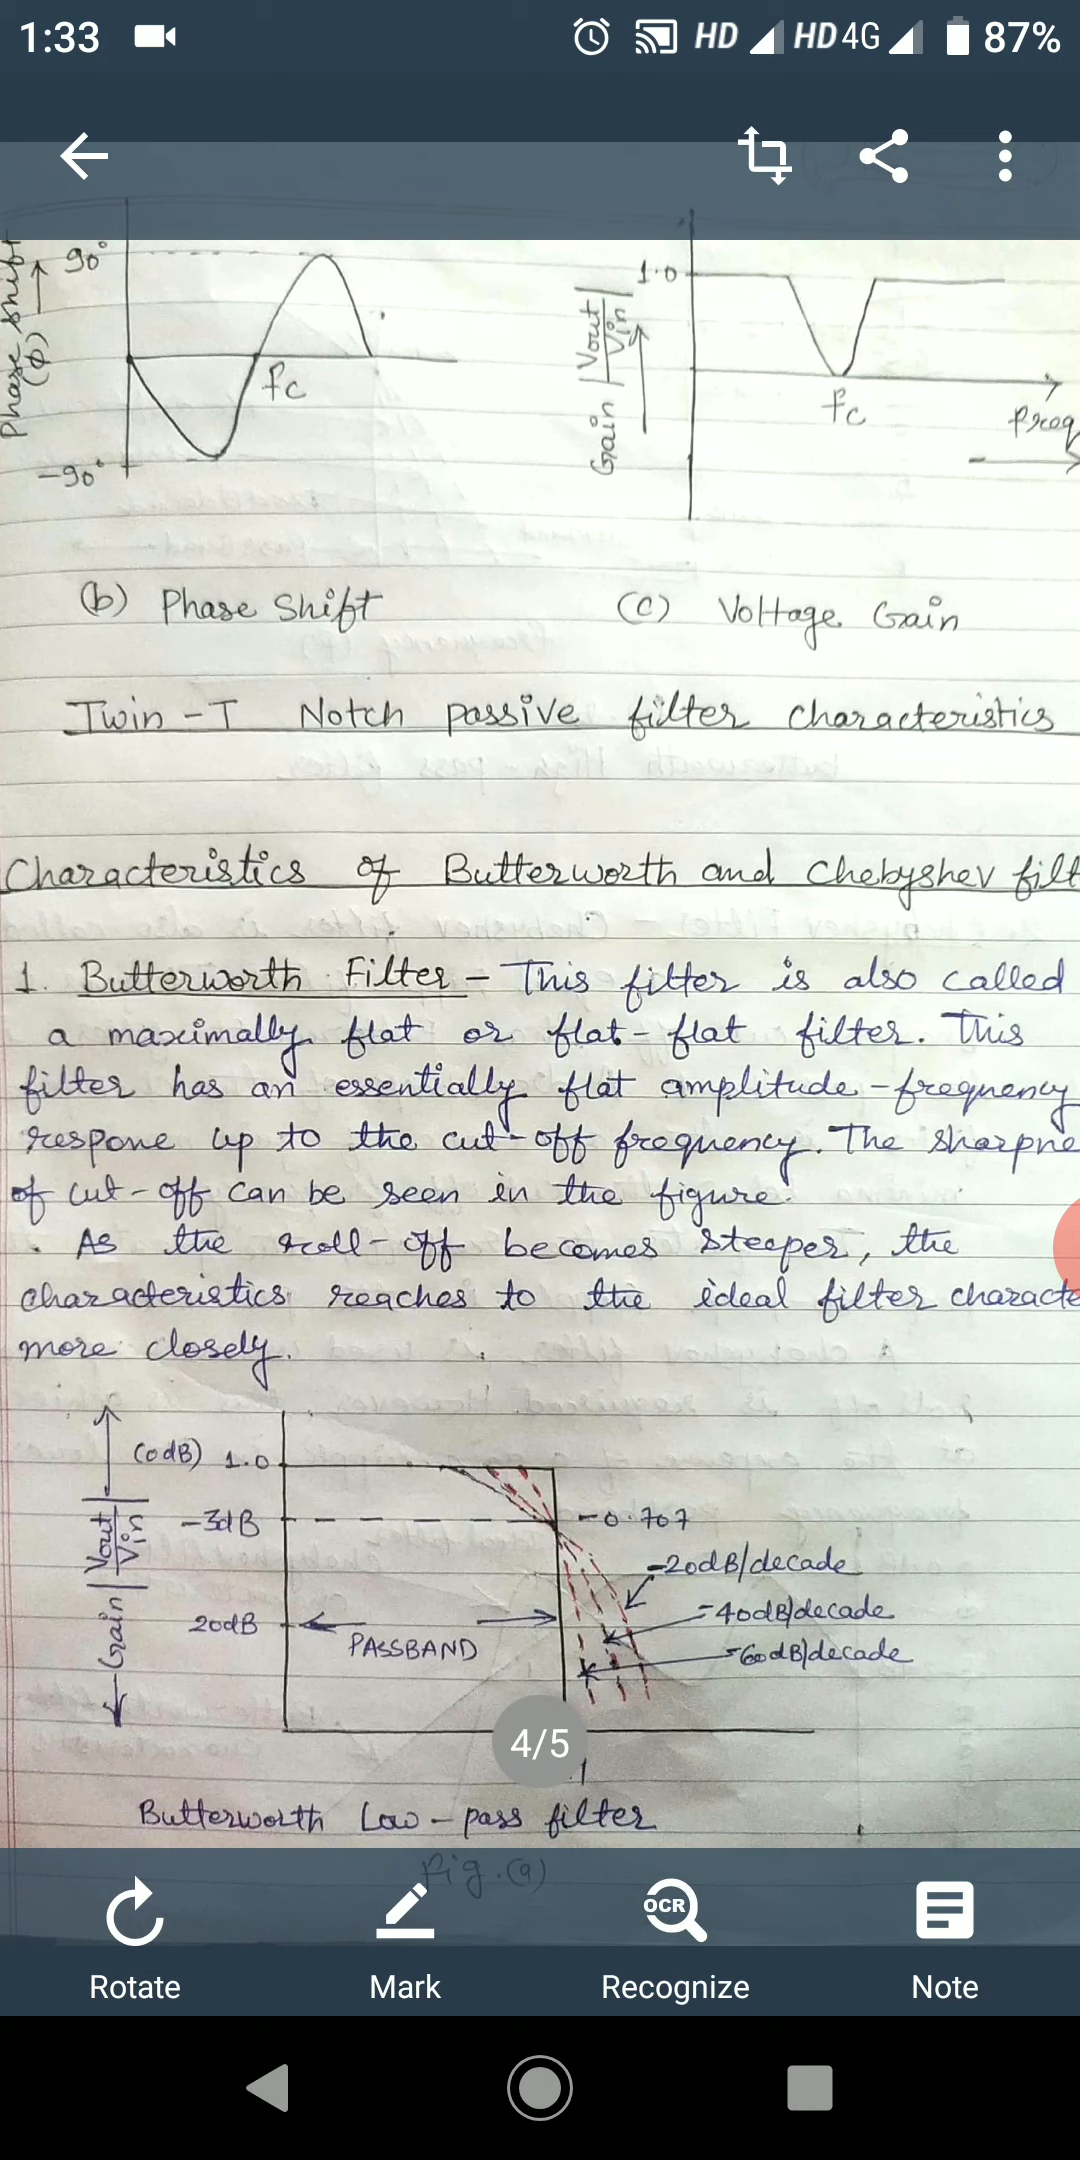 1:33
HD
HD 4G
87%
90°
Phase Shift (φ)
fc
-90°
1.0
Gain |Vout/Vin|
fc
freq
(b) Phase Shift
(C) Voltage Gain
Twin-T Notch passive filter characteristics
Characteristics of Butterworth and Chebyshev filt
1. Butterworth Filter - This filter is also called
a maximally flat or flat-flat filter. This
filter has an essentially flat amplitude-frequency
respone up to the cut-off frequency. The sharpne
of cut-off can be seen in the figure.
As the roll-off becomes steeper, the
characteristics reaches to the ideal filter characte
more closely.
(0dB) 1.0
-3dB
-0.707
Gain |Vout/Vin|
-20dB/decade
-40dB/decade
20dB
PASSBAND
-60dB/decade
4/5
1
Butterworth Low-pass filter
Fig.(a)
Rotate
Mark
OCR
Recognize
Note